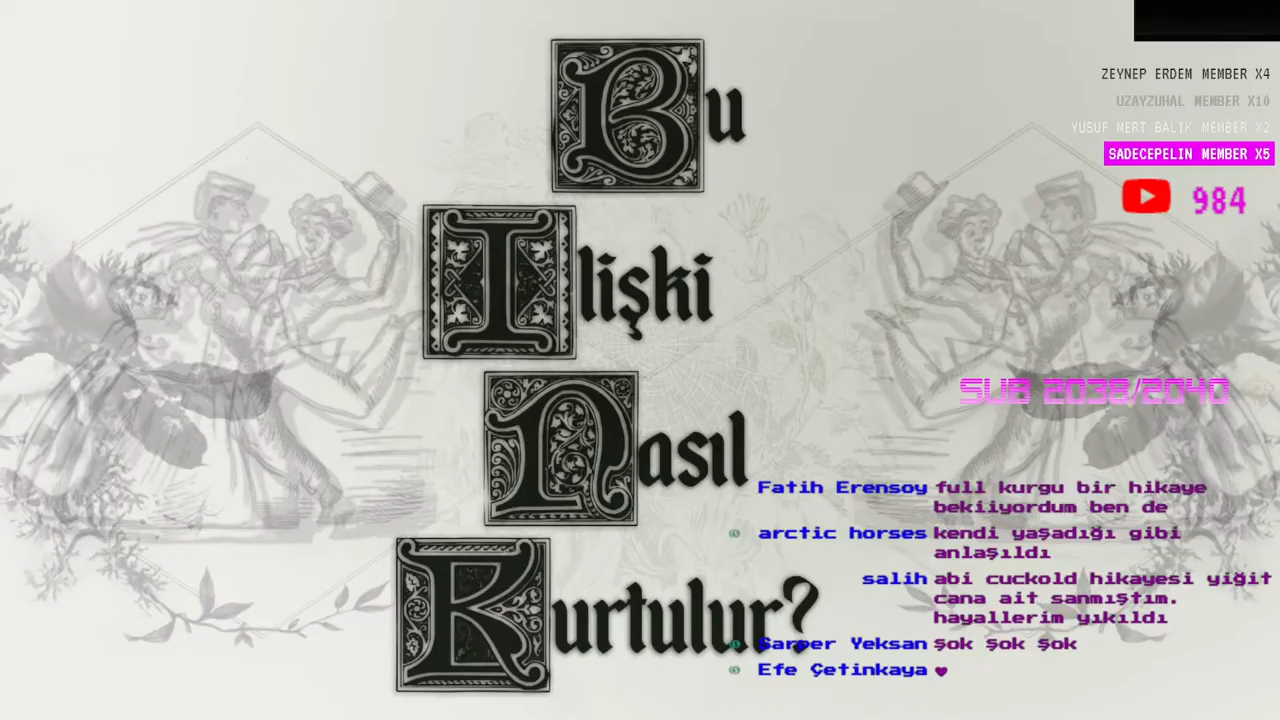 Bu
İlişki
Nasıl
Kurtulur?
ZEYNEP ERDEM MEMBER X4
UZAYZUHAL MEMBER X10
YUSUF MERT BALIK MEMBER X2
SADECEPELIN MEMBER X5
984
SUB 2038/2040
Fatih Erensoy full kurgu bir hikaye
bekiiyordum ben de
arctic horses kendi yaşadığı gibi
anlaşıldı
salih abi cuckold hikayesi yiğit
cana ait sanmıştım.
hayallerim yıkıldı
Sarper Yeksan şok şok şok
Efe Çetinkaya ♥